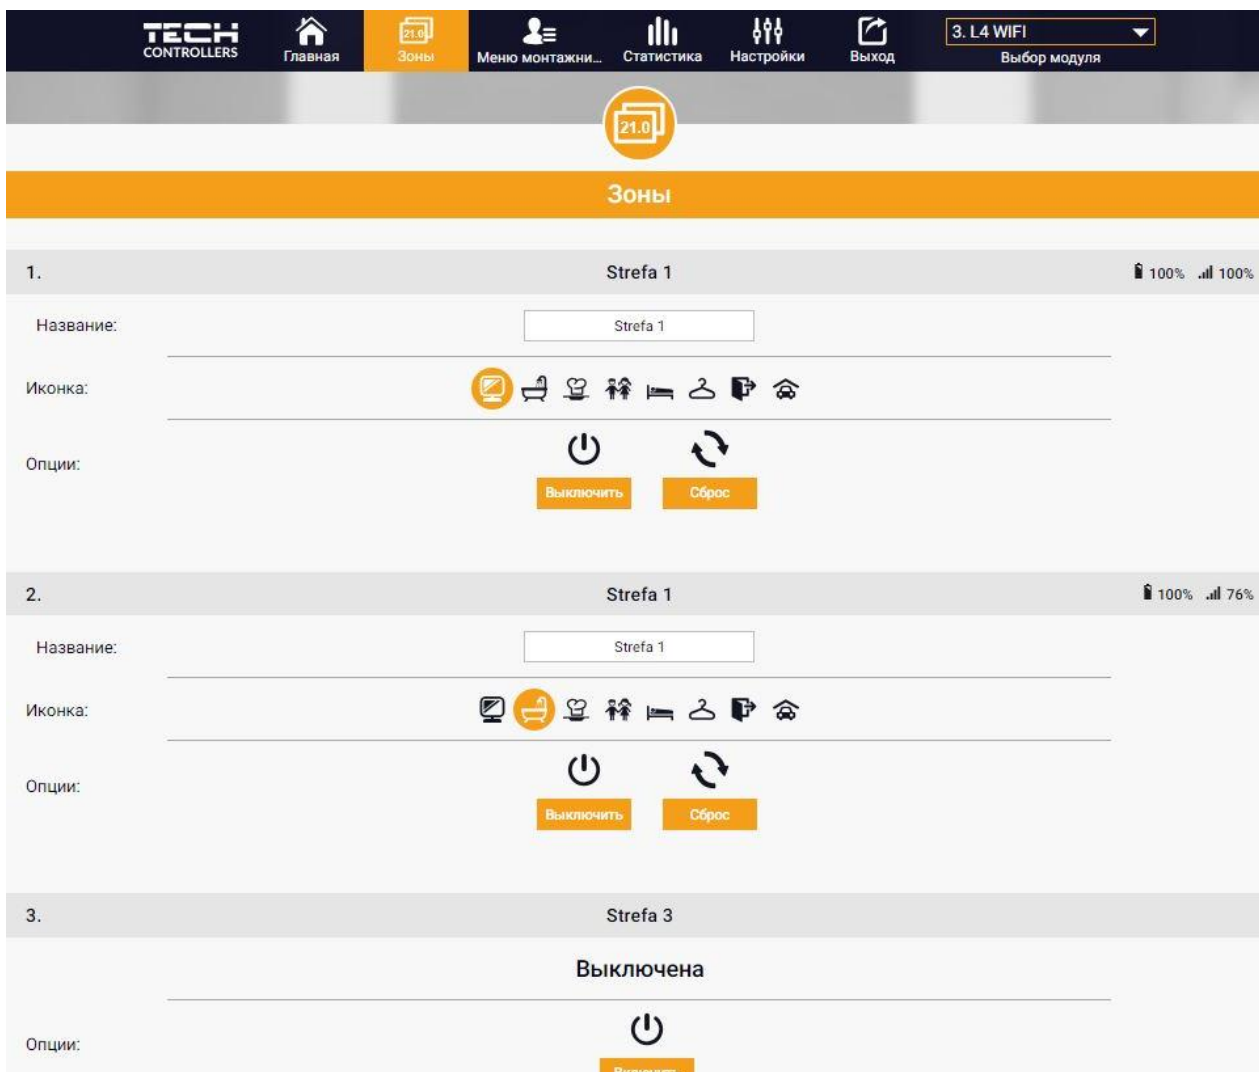 TECH
CONTROLLERS
Главная
21.0
Зоны
Меню монтажни...
Статистика
Настройки
Выход
3. L4 WIFI
Выбор модуля
21.0
Зоны
1.
Strefa 1
100% 100%
Название:
Strefa 1
Иконка:
Опции:
Выключить
Сброс
2.
Strefa 1
100% 76%
Название:
Strefa 1
Иконка:
Опции:
Выключить
Сброс
3.
Strefa 3
Выключена
Опции: